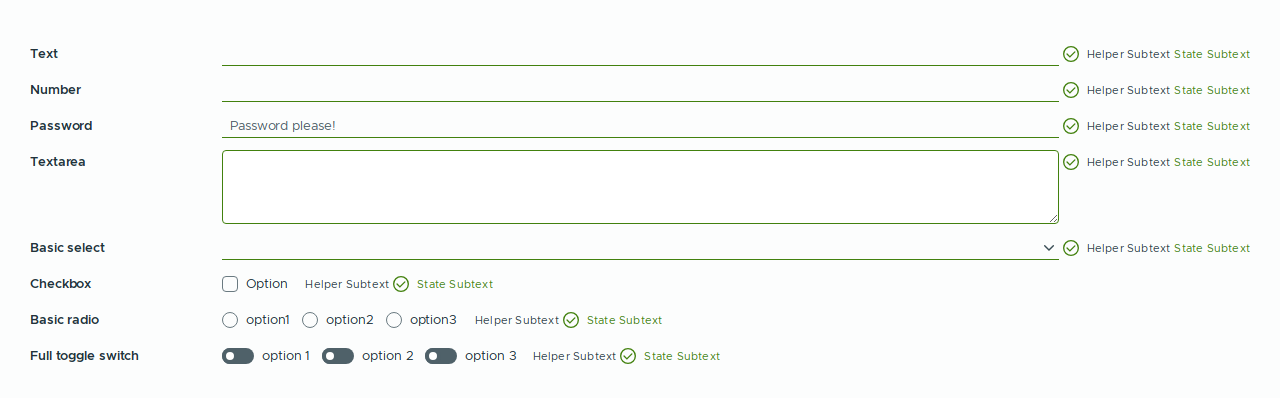 Text Helper Subtext State Subtext
Number Helper Subtext State Subtext
Password Password please! Helper Subtext State Subtext
Textarea Helper Subtext State Subtext
Basic select Helper Subtext State Subtext
Checkbox Option Helper Subtext State Subtext
Basic radio option1 option2 option3 Helper Subtext State Subtext
Full toggle switch option 1 option 2 option 3 Helper Subtext State Subtext